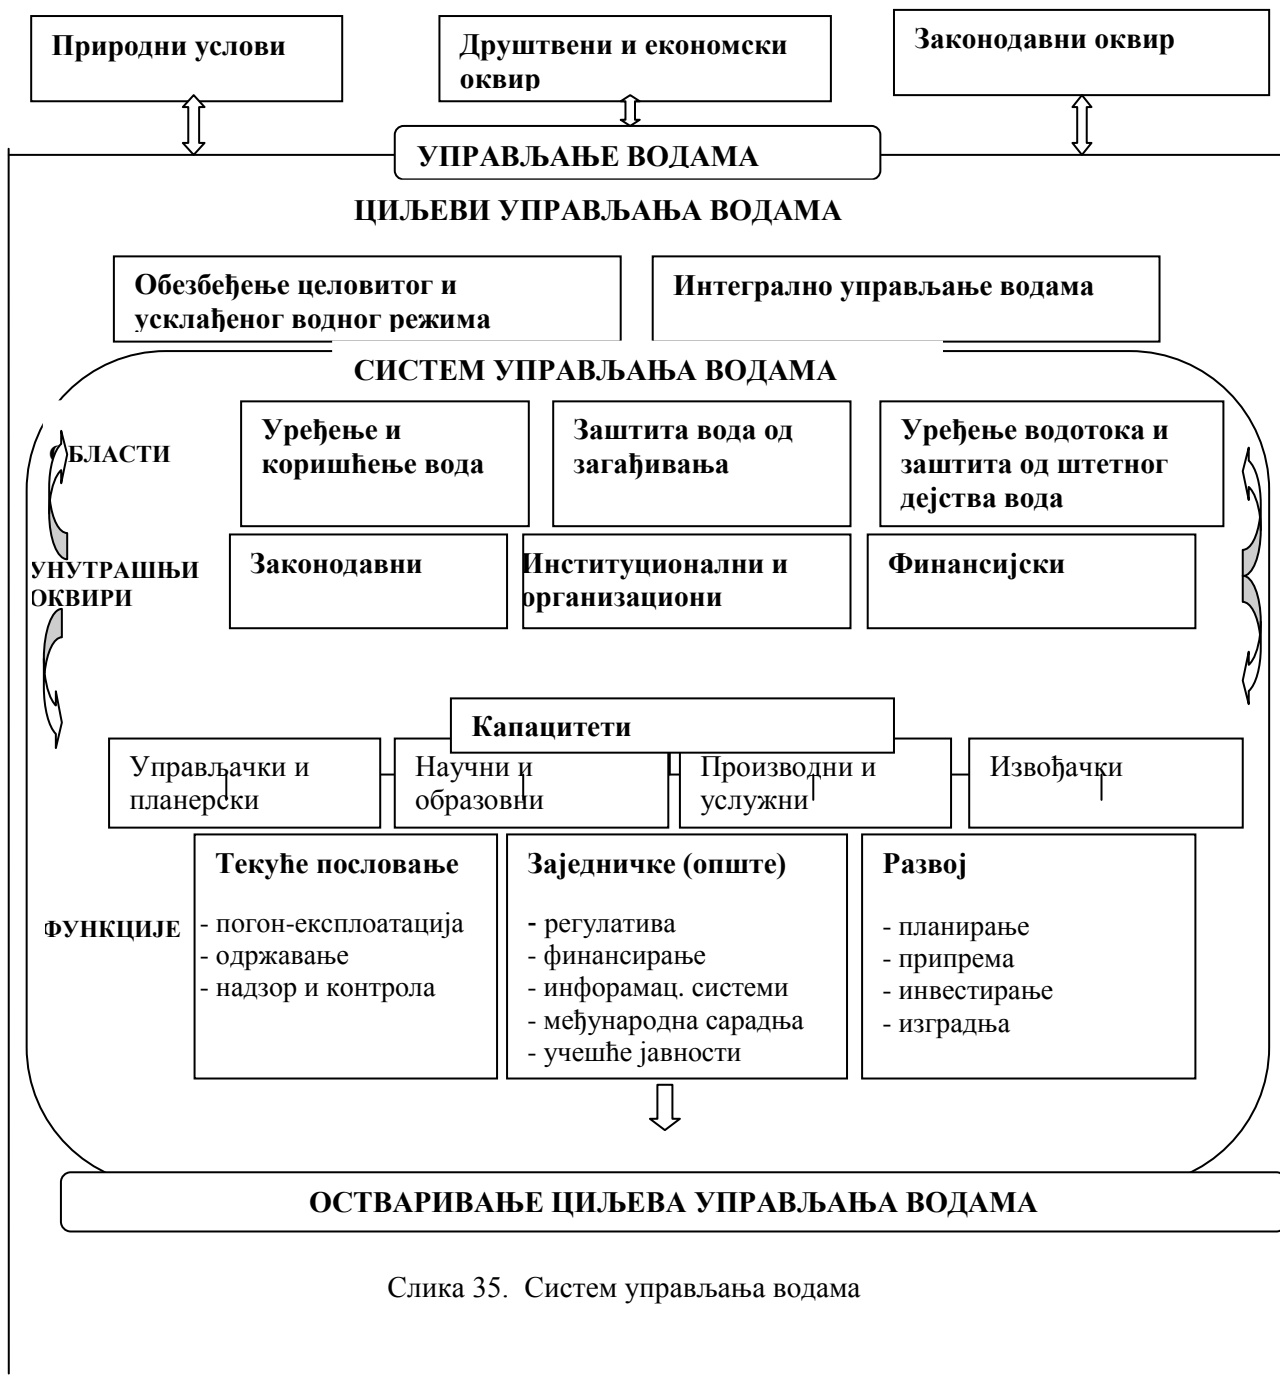 Природни услови
Друштвени и економски
оквир
Законодавни оквир
УПРАВЉАЊЕ ВОДАМА
ЦИЉЕВИ УПРАВЉАЊА ВОДАМА
Обезбеђење целовитог и
усклађеног водног режима
Интегрално управљање водама
СИСТЕМ УПРАВЉАЊА ВОДАМА
ОБЛАСТИ
Уређење и
коришћење вода
Заштита вода од
загађивања
Уређење водотока и
заштита од штетног
дејства вода
УНУТРАШЊИ
ОКВИРИ
Законодавни
Институционални и
организациони
Финансијски
Капацитети
Управљачки и
планерски
Научни и
образовни
Производни и
услужни
Извођачки
ФУНКЦИЈЕ
Текуће пословање
- погон-експлоатација
- одржавање
- надзор и контрола
Заједничке (опште)
- регулатива
- финансирање
- инфорамац. системи
- међународна сарадња
- учешће јавности
Развој
- планирање
- припрема
- инвестирање
- изградња
ОСТВАРИВАЊЕ ЦИЉЕВА УПРАВЉАЊА ВОДАМА
Слика 35. Систем управљања водама